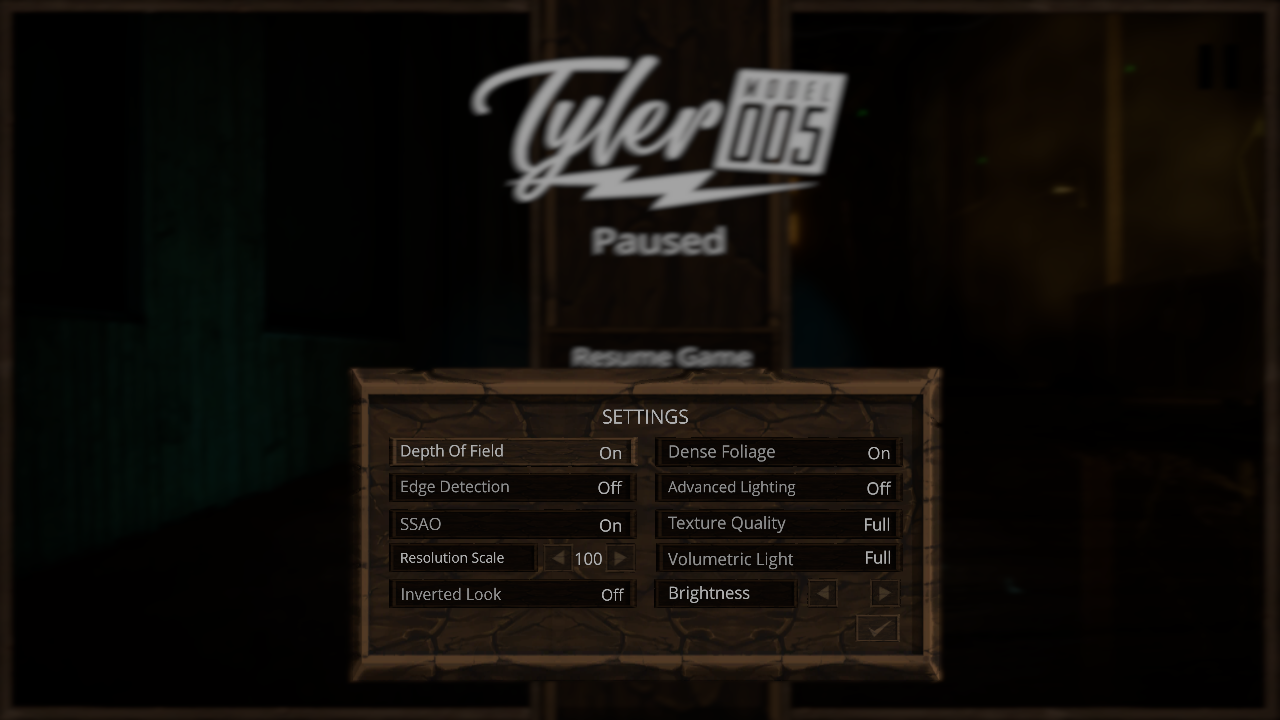 Tyler MODEL 005
Paused
Resume Game
SETTINGS
Depth Of Field On
Dense Foliage On
Edge Detection Off
Advanced Lighting Off
SSAO On
Texture Quality Full
Resolution Scale 100
Volumetric Light Full
Inverted Look Off
Brightness